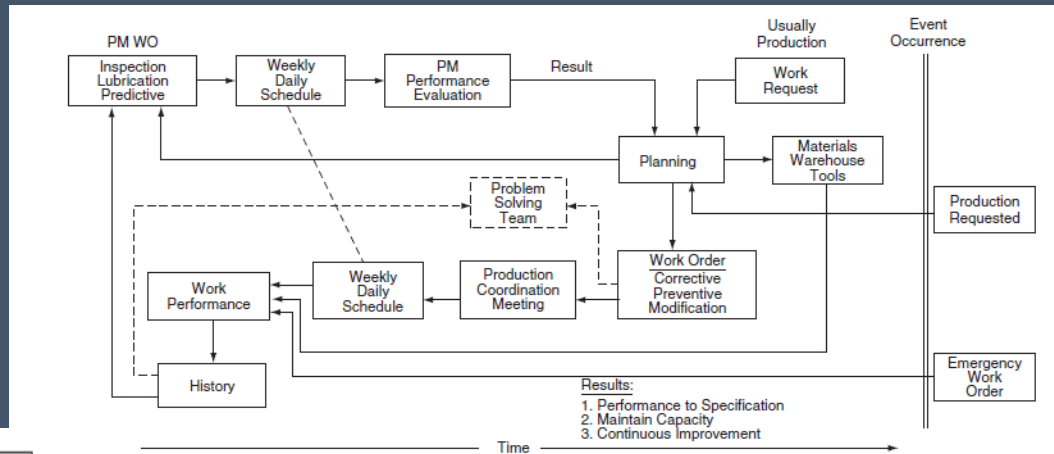 PM WO
Inspection
Lubrication
Predictive
Weekly
Daily
Schedule
PM
Performance
Evaluation
Result
Usually
Production
Work
Request
Event
Occurrence
Planning
Materials
Warehouse
Tools
Problem
Solving
Team
Production
Requested
Work Order
Corrective
Preventive
Modification
Production
Coordination
Meeting
Weekly
Daily
Schedule
Work
Performance
History
Emergency
Work
Order
Results:
1. Performance to Specification
2. Maintain Capacity
3. Continuous Improvement
Time